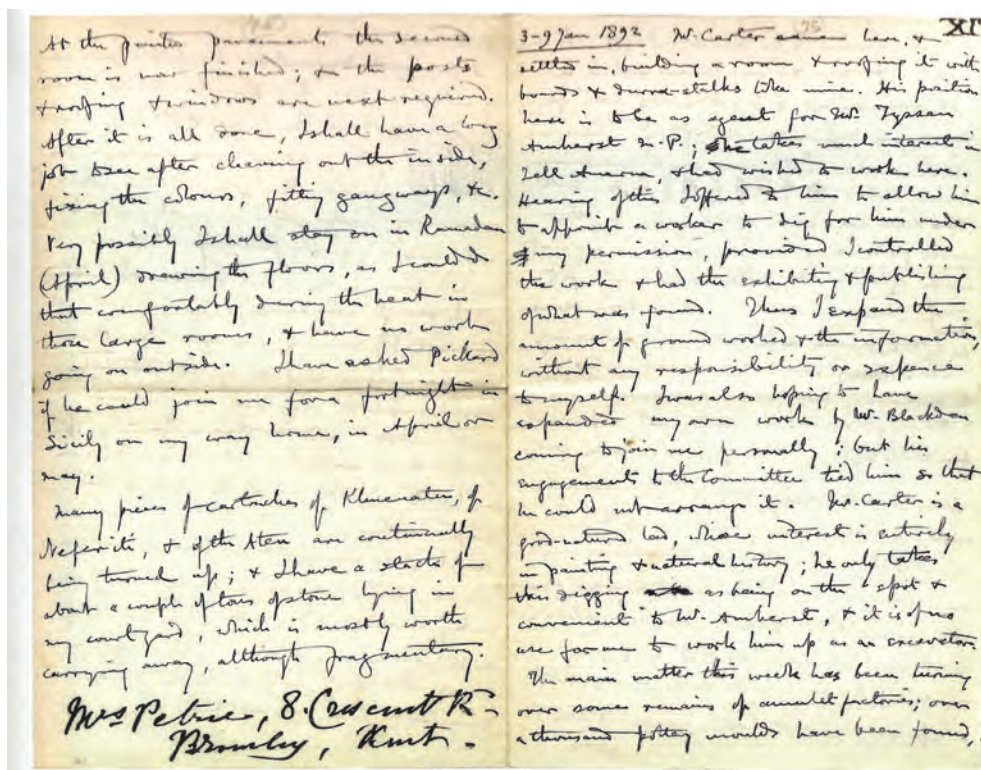 At the painted pavements the second
room is now finished; & the posts
& roofing & windows are next required.
After it is all done, I shall have a long
job to see after cleaning out the inside,
fixing the colours, fitting gangways, &c.
Very possibly I shall stay on in Ramadan
(April) drawing the floors, as I could do
that comfortably during the heat in
those large rooms, & have no work
going on outside. I have asked Pickard
if he could join me for a fortnight in
Sicily on my way home, in April or
May.
Many pieces of cartouches of Khuenaten, of
Nefertiti, & of the Aten are continually
being turned up; & I have a stack of
about a couple of tons of stone lying in
my courtyard, which is mostly worth
carrying away, although fragmentary.
Mrs Petrie, 8. Crescent R-
Bromley, Kent.
75 XI
3-9 Jan 1892 Mr. Carter came here, &
settled in, building a room & roofing it with
boards & durra-stalks like mine. His position
here is to be as agent for Mr. Tyssen
Amherst M.P.; he takes much interest in
Tell Amarna, & had wished to work here.
Hearing of this I offered to him to allow him
to appoint a worker to dig for him under
my permission, provided I controlled
the work & had the exhibiting & publishing
of what was found. Thus I expand the
amount of ground worked & the information,
without any responsibility or expence
to myself. I was also hoping to have
expanded my own work by Mr. Blackden
coming to join me personally; but his
engagements to the Committee tied him so that
he could not arrange it. Mr. Carter is a
good-natured lad, whose interest is entirely
in painting & natural history; he only takes
this digging as being on the spot &
convenient to Mr. Amherst, & it is of no
use for me to work him up as an excavator.
The main matter this week has been turning
over some remains of amulet factories; over
a thousand pottery moulds have been found,